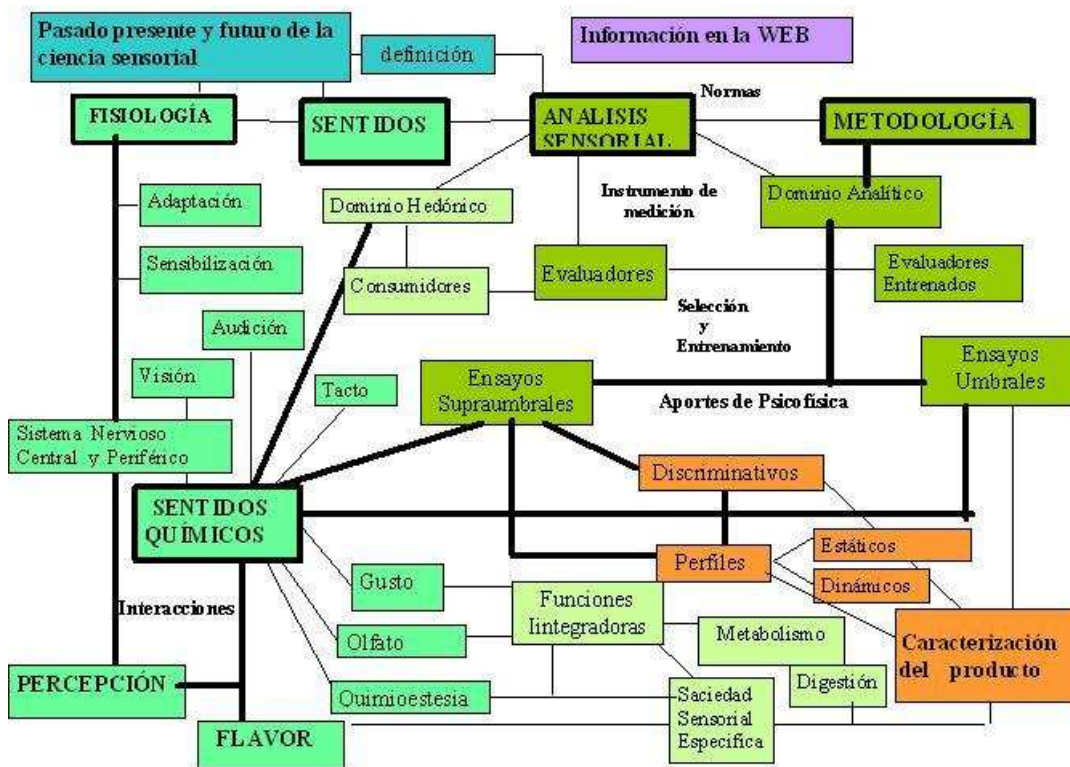 Pasado presente y futuro de la
ciencia sensorial
definición
Información en la WEB
FISIOLOGÍA
SENTIDOS
ANALISIS
SENSORIAL
Normas
METODOLOGÍA
Adaptación
Dominio Hedónico
Instrumento de
medición
Dominio Analítico
Sensibilización
Consumidores
Evaluadores
Evaluadores
Entrenados
Audición
Selección
y
Entrenamiento
Visión
Tacto
Ensayos
Supraumbrales
Ensayos
Umbrales
Aportes de Psicofísica
Sistema Nervioso
Central y Periférico
Discriminativos
SENTIDOS
QUÍMICOS
Estáticos
Perfiles
Dinámicos
Gusto
Interacciones
Funciones
Iintegradoras
Olfato
Metabolismo
Caracterización
del producto
PERCEPCIÓN
Quimioestesia
Digestión
Saciedad
Sensorial
Especifica
FLAVOR